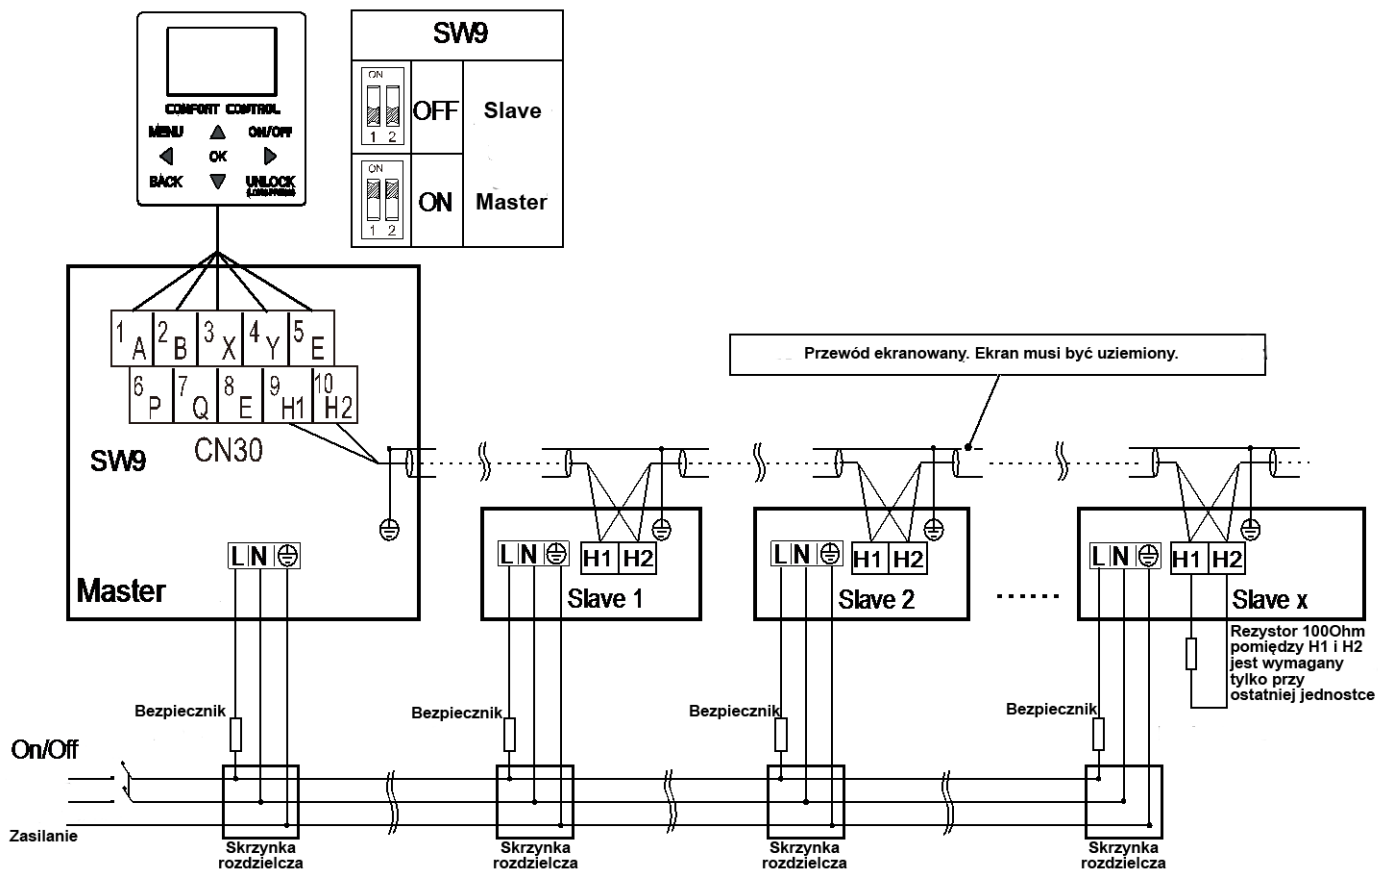 SW9
ON
1 2
OFF
Slave
ON
1 2
ON
Master
COMFORT CONTROL
MENU
ON/OFF
OK
BACK
UNLOCK
1 A 2 B 3 X 4 Y 5 E
6 P 7 Q 8 E 9 H1 10 H2
SW9
CN30
Przewód ekranowany. Ekran musi być uziemiony.
L N
Master
L N
H1 H2
Slave 1
L N
H1 H2
Slave 2
......
L N
H1 H2
Slave x
Rezystor 100Ohm
pomiędzy H1 i H2
jest wymagany
tylko przy
ostatniej jednostce
Bezpiecznik
Bezpiecznik
Bezpiecznik
Bezpiecznik
On/Off
Zasilanie
Skrzynka
rozdzielcza
Skrzynka
rozdzielcza
Skrzynka
rozdzielcza
Skrzynka
rozdzielcza